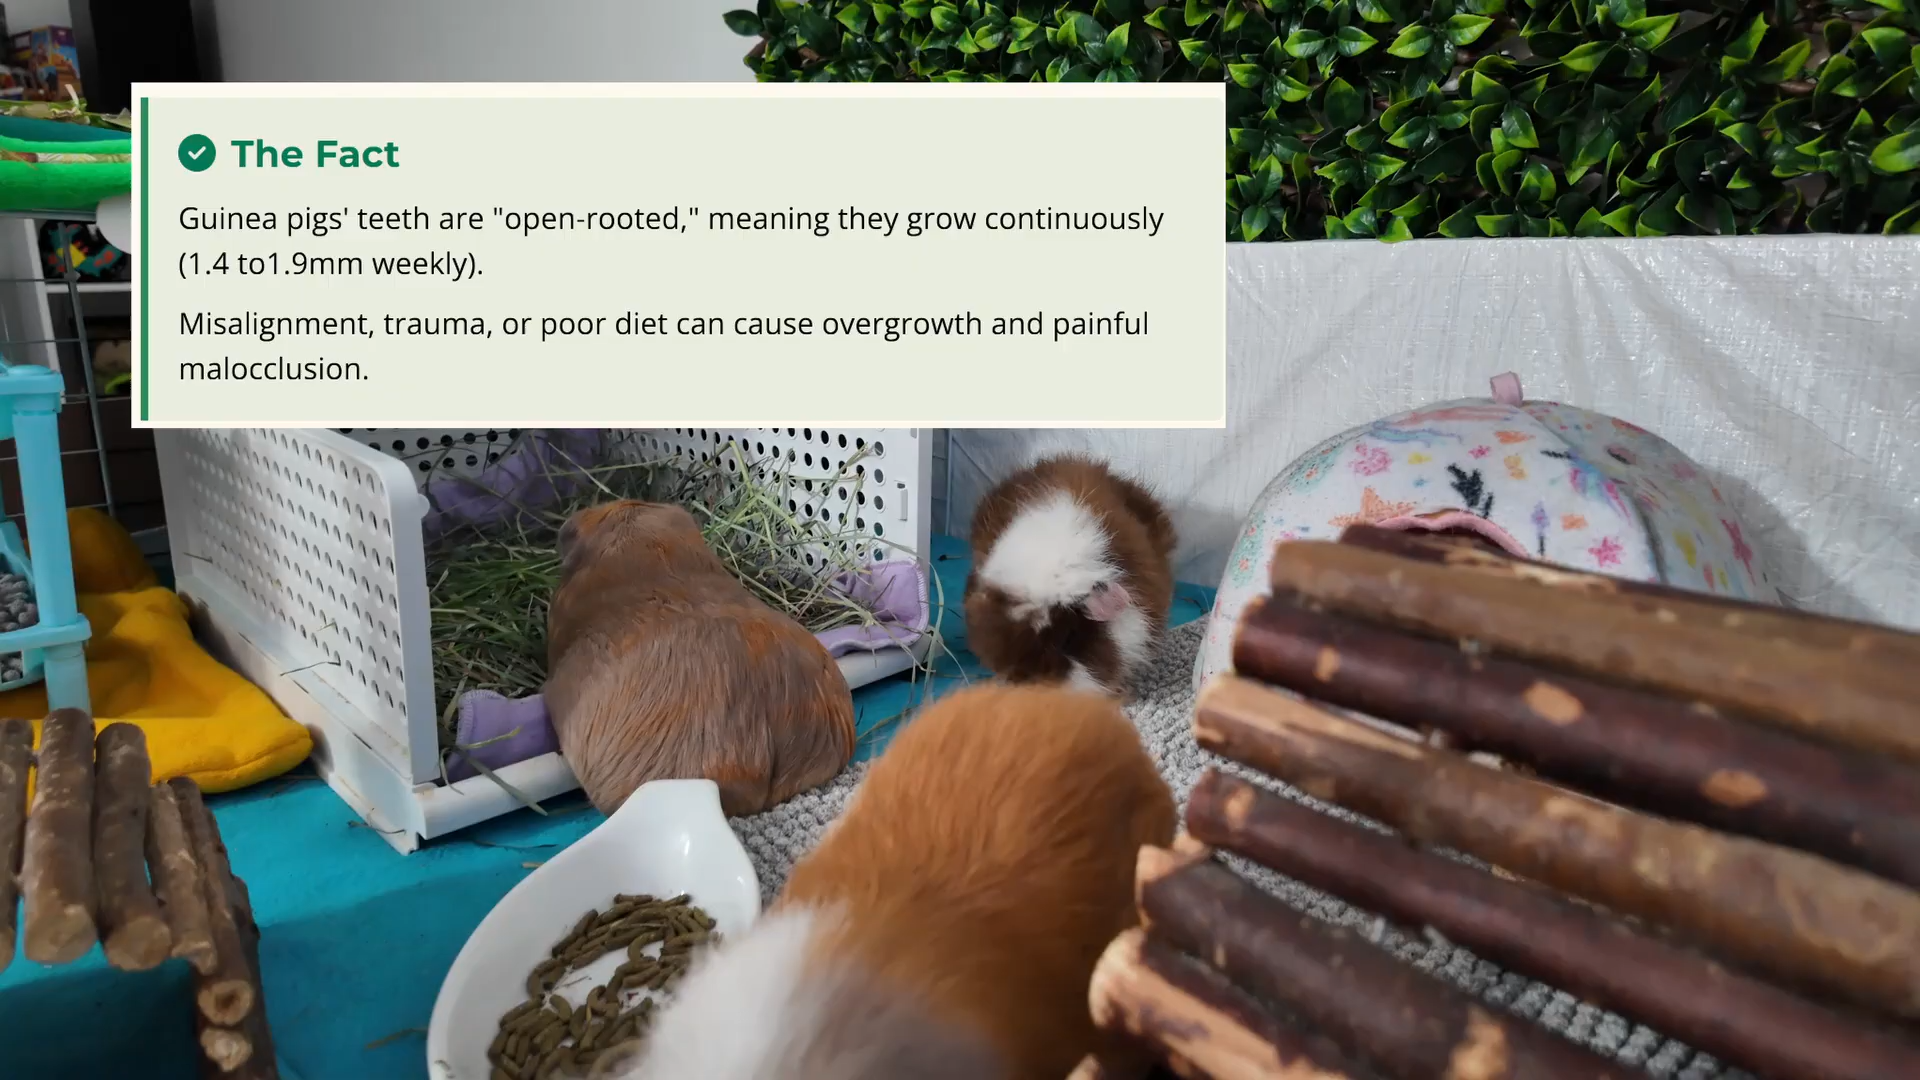 The Fact
Guinea pigs' teeth are "open-rooted," meaning they grow continuously
(1.4 to1.9mm weekly).
Misalignment, trauma, or poor diet can cause overgrowth and painful
malocclusion.